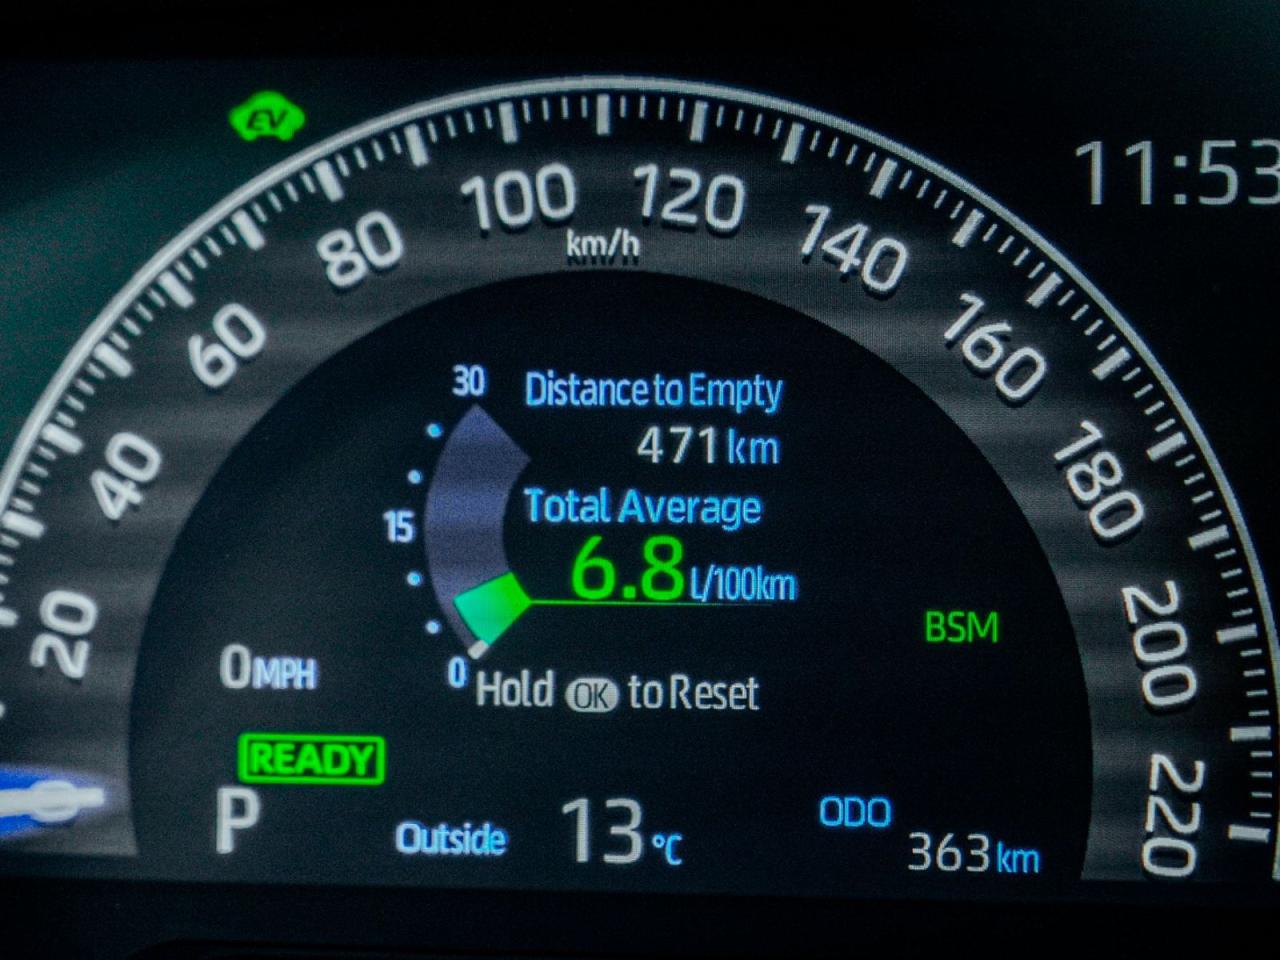 EV
11:53
100
120
80
140
km/h
60
160
30
Distance to Empty
471 km
40
180
15
Total Average
6.8 L/100km
20
200
BSM
0 MPH
0
Hold OK to Reset
READY
220
P
Outside
13 °C
ODO
363 km